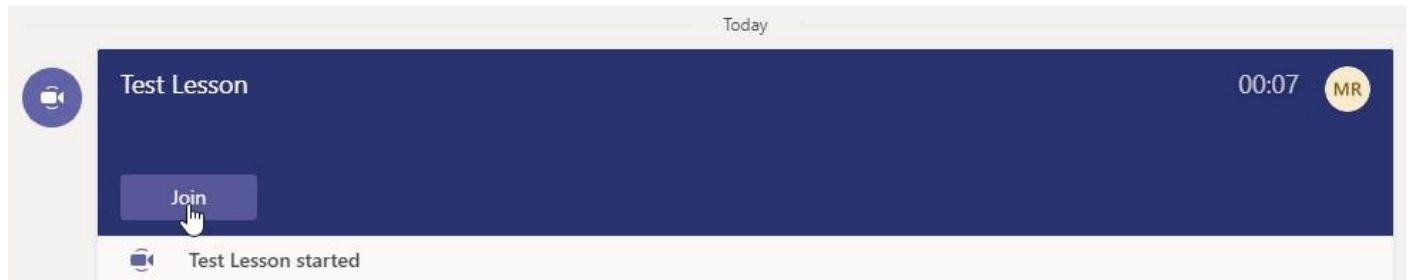 Today
Test Lesson 00:07 MR
Join
Test Lesson started